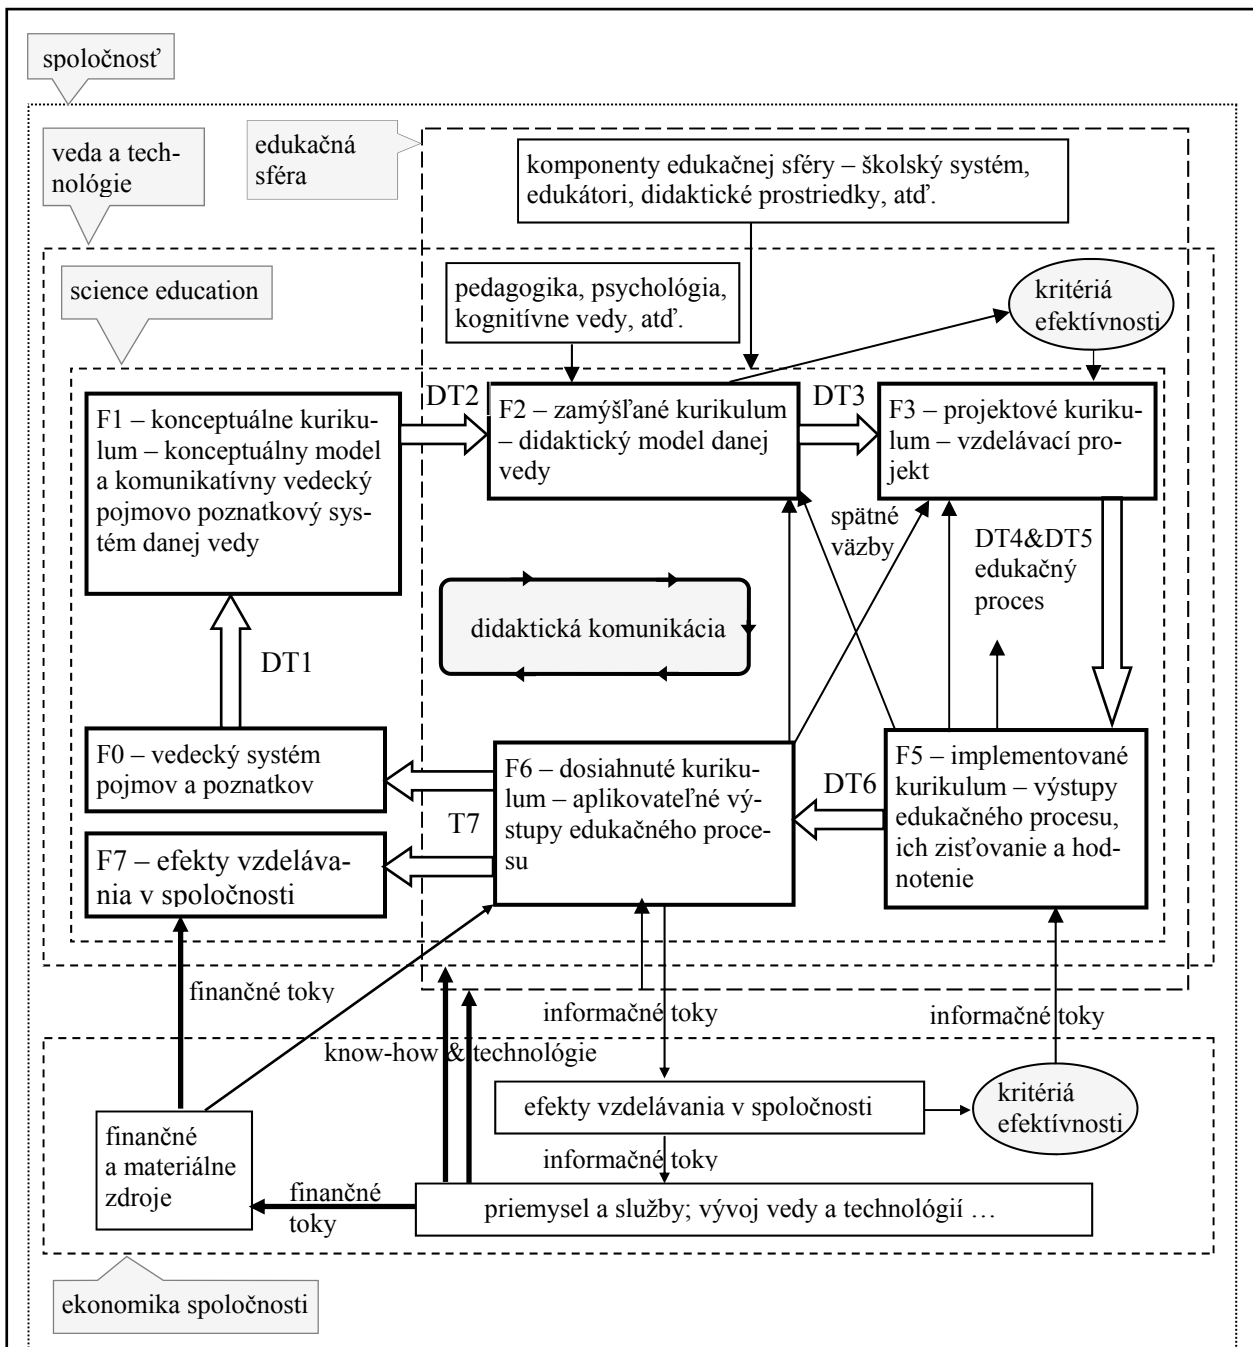 spoločnosť
veda a tech-
nológie
edukačná
sféra
komponenty edukačnej sféry – školský systém,
edukátori, didaktické prostriedky, atď.
science education
pedagogika, psychológia,
kognitívne vedy, atď.
kritériá
efektívnosti
F1 – konceptuálne kuriku-
lum – konceptuálny model
a komunikatívny vedecký
pojmovo poznatkový sys-
tém danej vedy
DT2
F2 – zamýšľané kurikulum
– didaktický model danej
vedy
DT3
F3 – projektové kuriku-
lum – vzdelávací pro-
jekt
spätné
väzby
DT4&DT5
edukačný
proces
didaktická komunikácia
DT1
F0 – vedecký systém
pojmov a poznatkov
F6 – dosiahnuté kuriku-
lum – aplikovateľné vý-
stupy edukačného proce-
su
DT6
F5 – implementované
kurikulum – výstupy
edukačného procesu,
ich zisťovanie a hod-
notenie
T7
F7 – efekty vzdeláva-
nia v spoločnosti
finančné toky
informačné toky
informačné toky
know-how & technológie
efekty vzdelávania v spoločnosti
kritériá
efektívnosti
finančné
a materiálne
zdroje
informačné toky
finančné
toky
priemysel a služby; vývoj vedy a technológií …
ekonomika spoločnosti